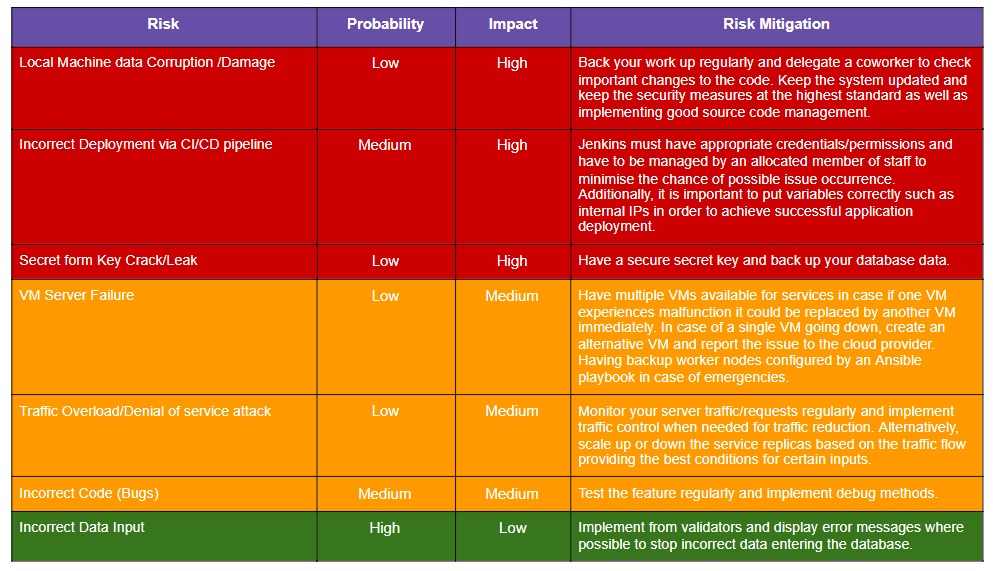 Risk Probability Impact Risk Mitigation
Local Machine data Corruption /Damage Low High Back your work up regularly and delegate a coworker to check
important changes to the code. Keep the system updated and
keep the security measures at the highest standard as well as
implementing good source code management.
Incorrect Deployment via CI/CD pipeline Medium High Jenkins must have appropriate credentials/permissions and
have to be managed by an allocated member of staff to
minimise the chance of possible issue occurrence.
Additionally, it is important to put variables correctly such as
internal IPs in order to achieve successful application
deployment.
Secret form Key Crack/Leak Low High Have a secure secret key and back up your database data.
VM Server Failure Low Medium Have multiple VMs available for services in case if one VM
experiences malfunction it could be replaced by another VM
immediately. In case of a single VM going down, create an
alternative VM and report the issue to the cloud provider.
Having backup worker nodes configured by an Ansible
playbook in case of emergencies.
Traffic Overload/Denial of service attack Low Medium Monitor your server traffic/requests regularly and implement
traffic control when needed for traffic reduction. Alternatively,
scale up or down the service replicas based on the traffic flow
providing the best conditions for certain inputs.
Incorrect Code (Bugs) Medium Medium Test the feature regularly and implement debug methods.
Incorrect Data Input High Low Implement from validators and display error messages where
possible to stop incorrect data entering the database.